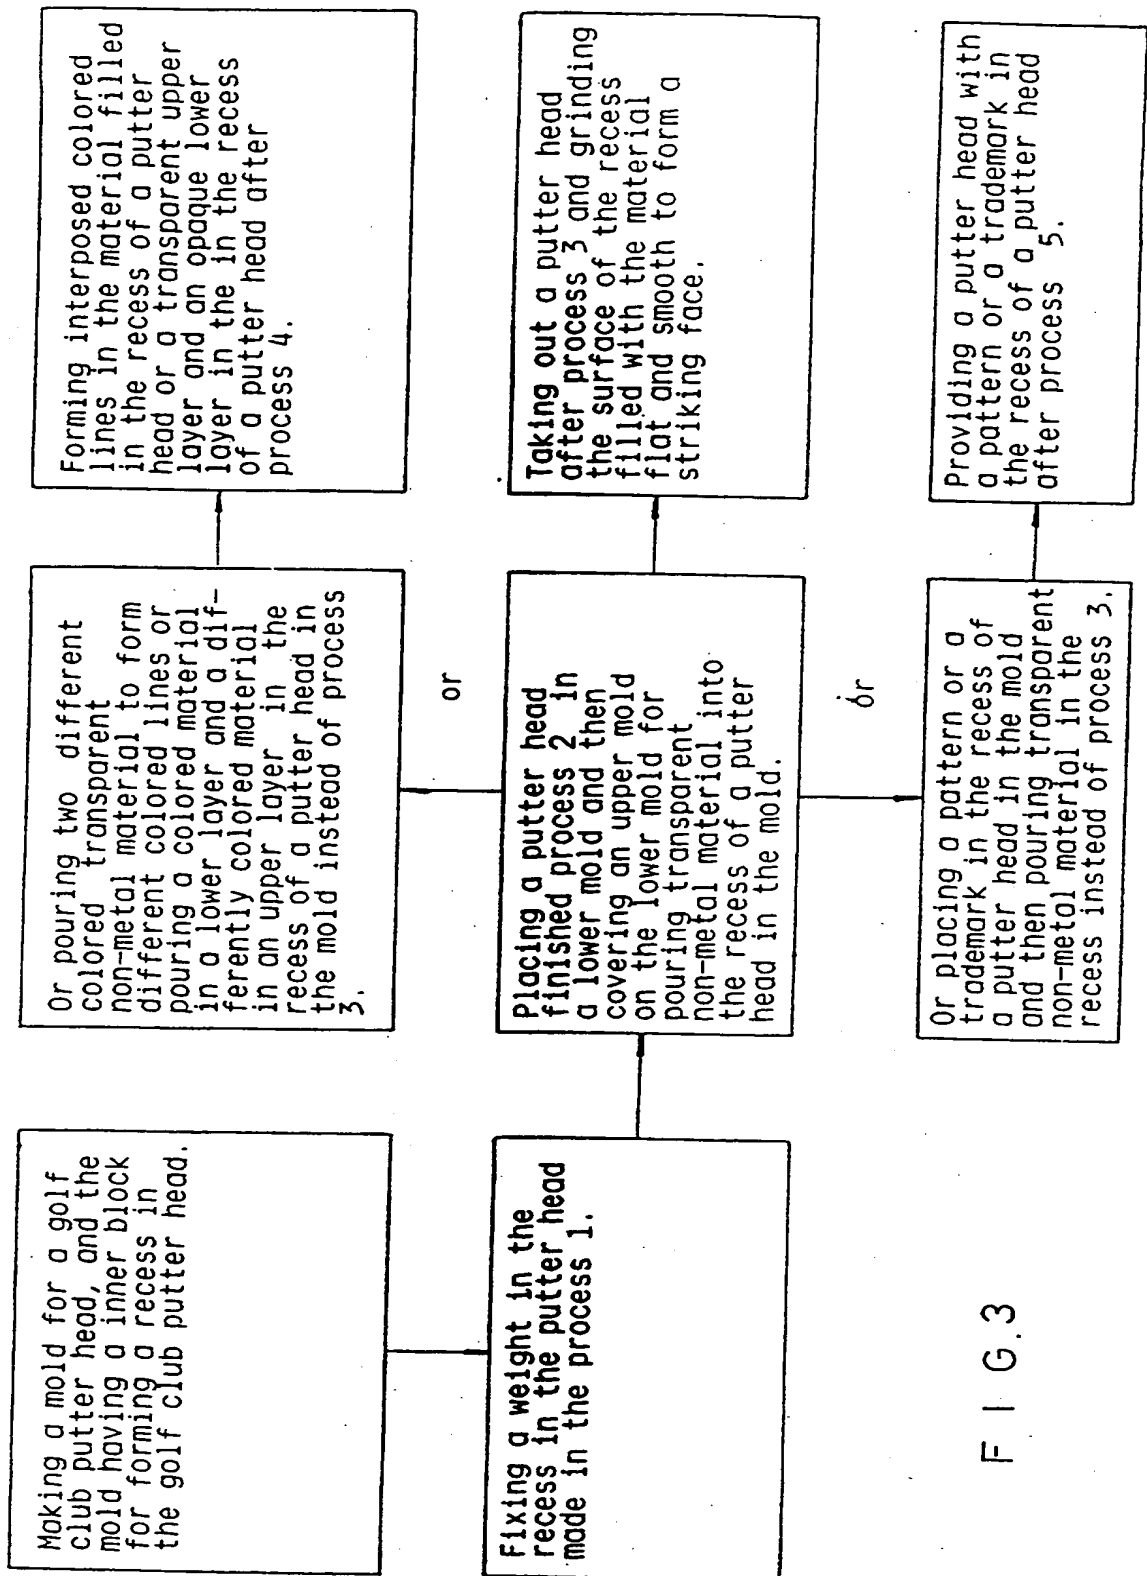 Making a mold for a golf
club putter head, and the
mold having a inner block
for forming a recess in
the golf club putter head.
Fixing a weight in the
recess in the putter head
made in the process 1.
Or pouring two different
colored transparent
non-metal material to form
different colored lines or
pouring a colored material
in a lower layer and a dif-
ferently colored material
in an upper layer in the
recess of a putter head in
the mold instead of process
3.
or
Placing a putter head
finished process 2 in
a lower mold and then
covering an upper mold
on the lower mold for
pouring transparent
non-metal material into
the recess of a putter
head in the mold.
or
Or placing a pattern or a
trademark in the recess of
a putter head in the mold
and then pouring transparent
non-metal material in the
recess instead of process 3.
Forming interposed colored
lines in the material filled
in the recess of a putter
head or a transparent upper
layer and an opaque lower
layer in the in the recess
of a putter head after
process 4.
Taking out a putter head
after process 3 and grinding
the surface of the recess
filled with the material
flat and smooth to form a
striking face.
Providing a putter head with
a pattern or a trademark in
the recess of a putter head
after process 5.
FIG.3